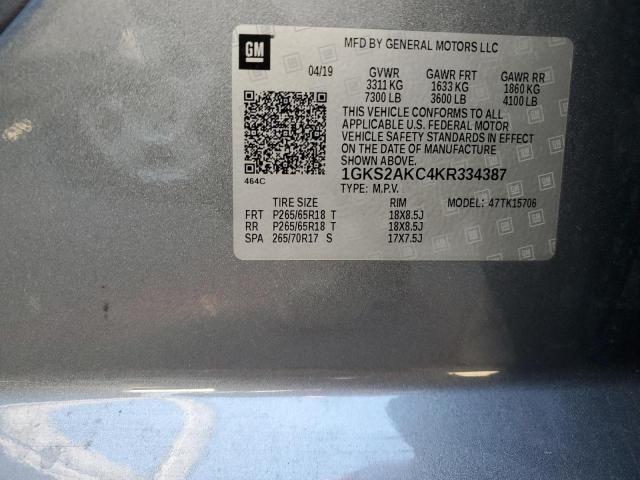 GM
MFD BY GENERAL MOTORS LLC
04/19 GVWR GAWR FRT GAWR RR
3311 KG 1633 KG 1860 KG
7300 LB 3600 LB 4100 LB
THIS VEHICLE CONFORMS TO ALL
APPLICABLE U.S. FEDERAL MOTOR
VEHICLE SAFETY STANDARDS IN EFFECT
ON THE DATE OF MANUFACTURE
SHOWN ABOVE.
1GKS2AKC4KR334387
464C TYPE: M.P.V.
TIRE SIZE RIM MODEL: 47TK15706
FRT P265/65R18 T 18X8.5J
RR P265/65R18 T 18X8.5J
SPA 265/70R17 S 17X7.5J